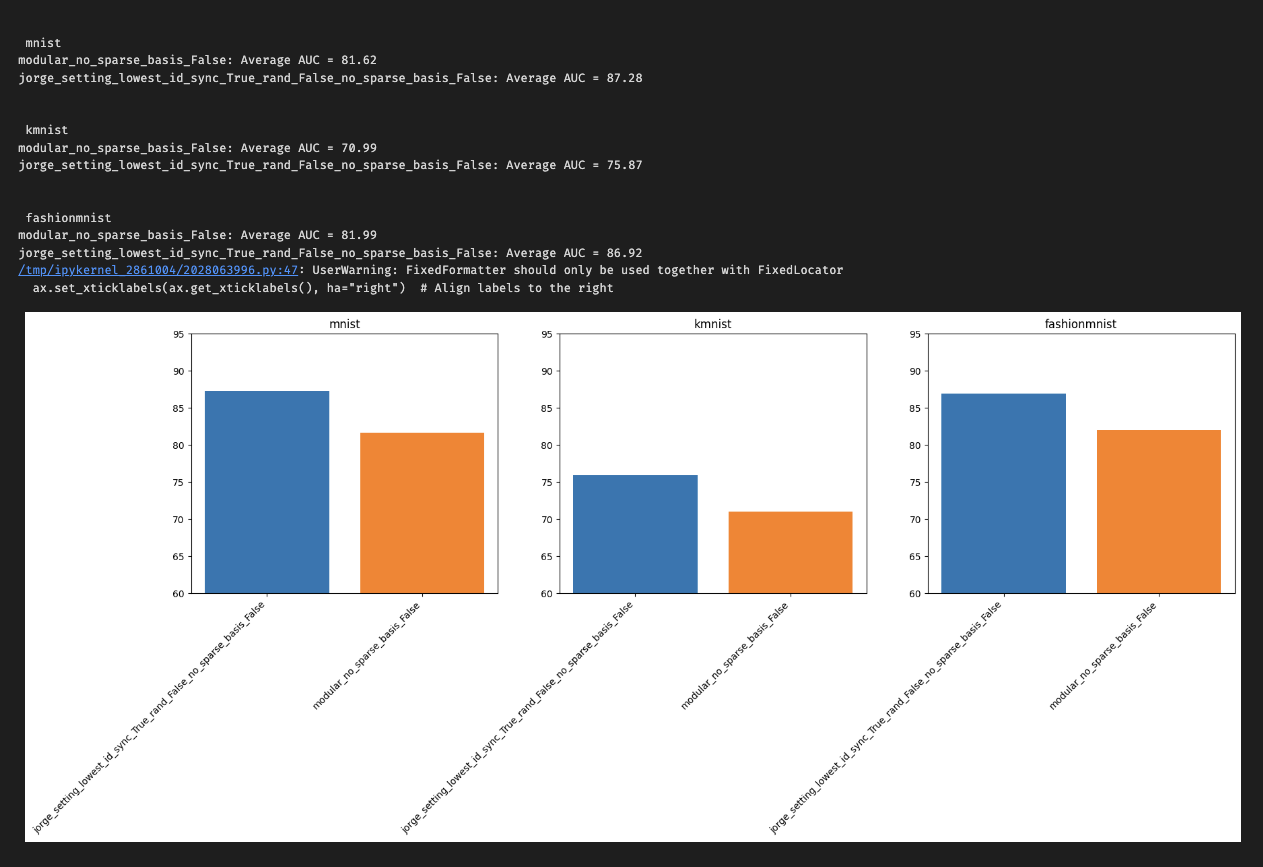 mnist
modular_no_sparse_basis_False: Average AUC = 81.62
jorge_setting_lowest_id_sync_True_rand_False_no_sparse_basis_False: Average AUC = 87.28
kmnist
modular_no_sparse_basis_False: Average AUC = 70.99
jorge_setting_lowest_id_sync_True_rand_False_no_sparse_basis_False: Average AUC = 75.87
fashionmnist
modular_no_sparse_basis_False: Average AUC = 81.99
jorge_setting_lowest_id_sync_True_rand_False_no_sparse_basis_False: Average AUC = 86.92
/tmp/ipykernel_2861004/2028063996.py:47: UserWarning: FixedFormatter should only be used together with FixedLocator
ax.set_xticklabels(ax.get_xticklabels(), ha="right")  # Align labels to the right
mnist
95
90
85
80
75
70
65
60
jorge_setting_lowest_id_sync_True_rand_False_no_sparse_basis_False
modular_no_sparse_basis_False
kmnist
95
90
85
80
75
70
65
60
jorge_setting_lowest_id_sync_True_rand_False_no_sparse_basis_False
modular_no_sparse_basis_False
fashionmnist
95
90
85
80
75
70
65
60
jorge_setting_lowest_id_sync_True_rand_False_no_sparse_basis_False
modular_no_sparse_basis_False